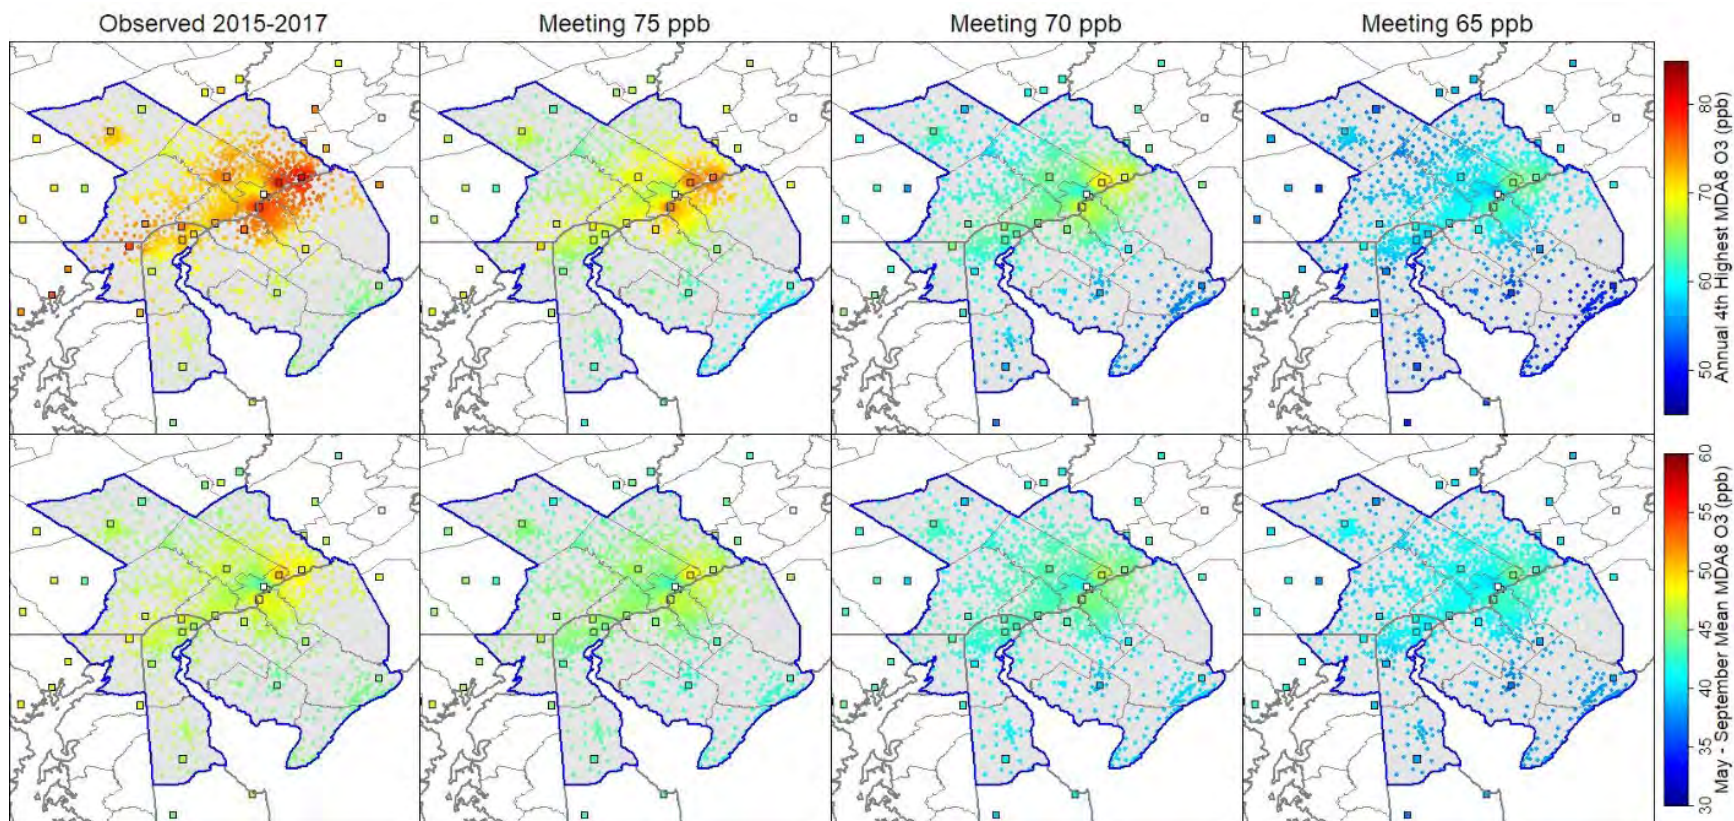 Observed 2015-2017
Meeting 75 ppb
Meeting 70 ppb
Meeting 65 ppb
80
70
60
50
Annual 4th Highest MDA8 O3 (ppb)
60
55
50
45
40
35
30
May - September Mean MDA8 O3 (ppb)